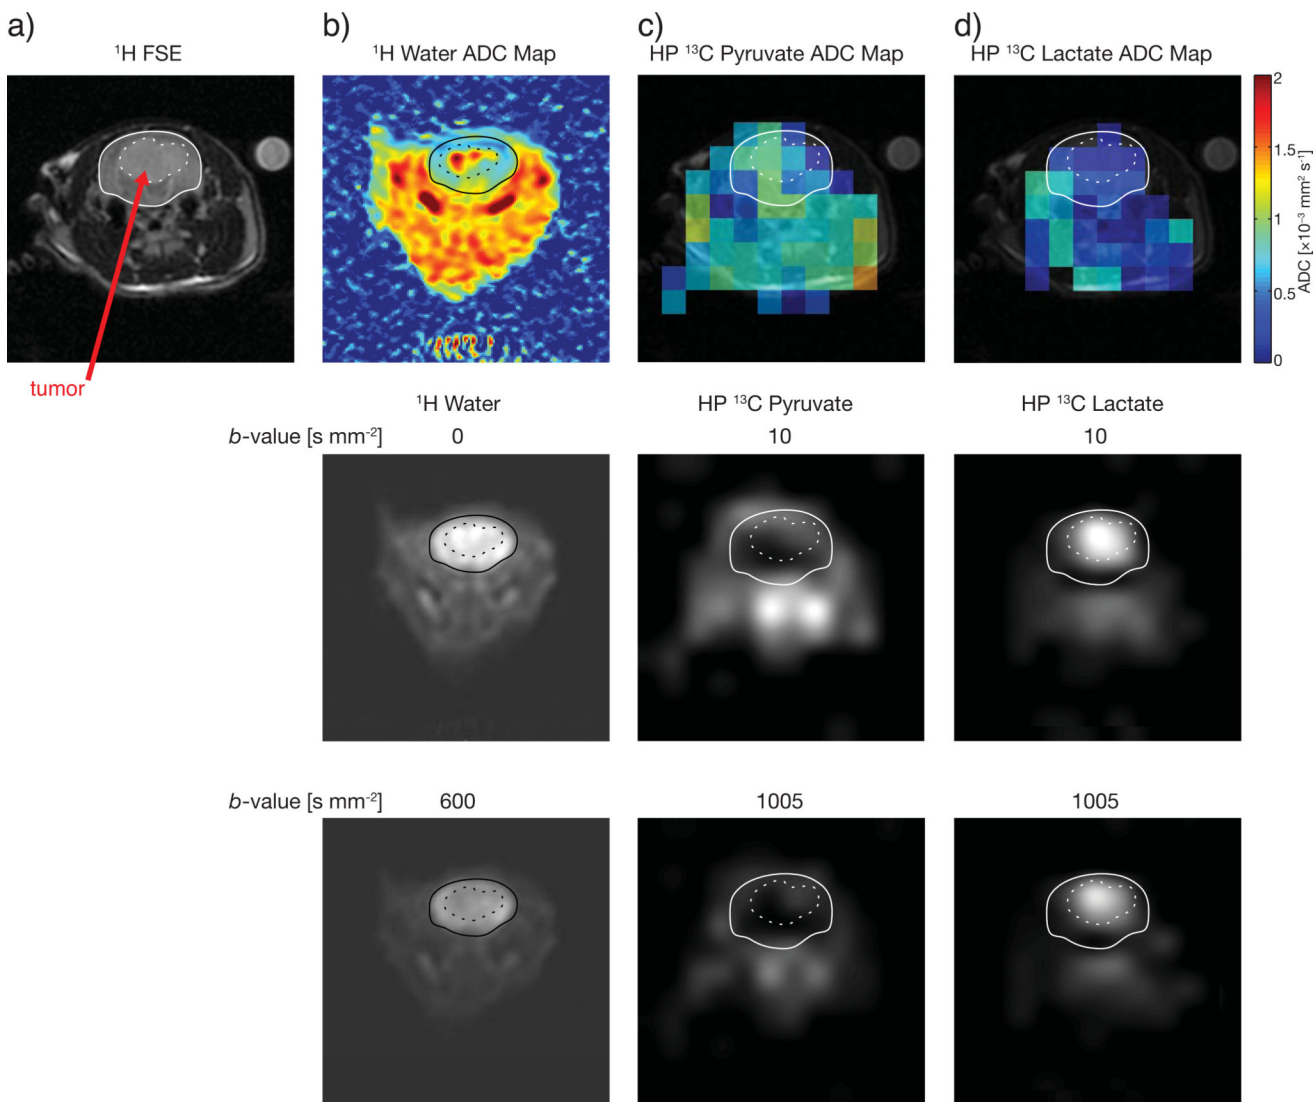 a)
b)
c)
d)
¹H FSE
¹H Water ADC Map
HP ¹³C Pyruvate ADC Map
HP ¹³C Lactate ADC Map
2
1.5
1
0.5
0
ADC [×10⁻³ mm² s⁻¹]
tumor
¹H Water
HP ¹³C Pyruvate
HP ¹³C Lactate
b-value [s mm⁻²]
0
10
10
b-value [s mm⁻²]
600
1005
1005